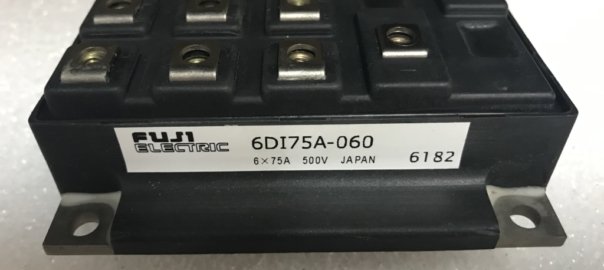 FUJI
ELECTRIC
6DI75A-060
6×75A 500V JAPAN
6182